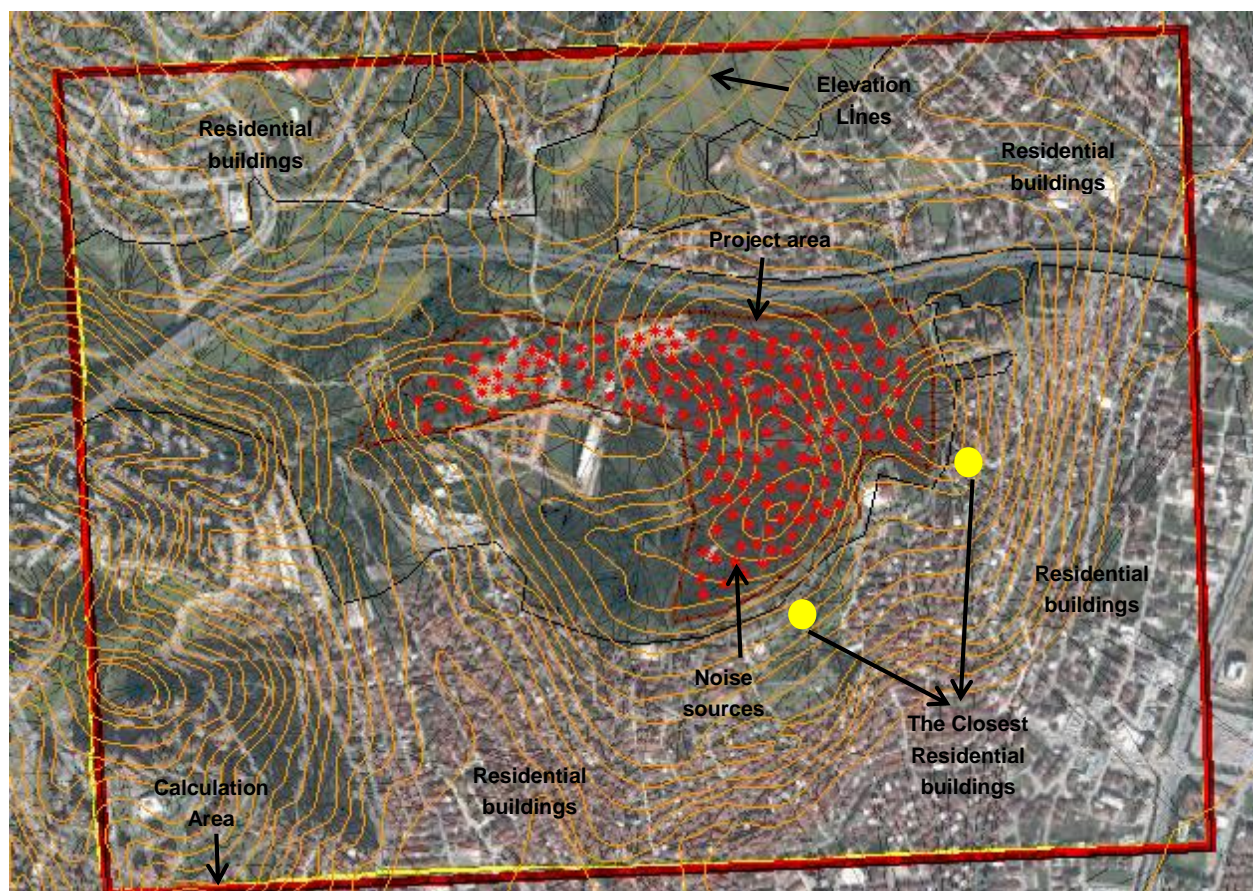 Elevation
Lines
Residential
buildings
Residential
buildings
Project area
Residential
buildings
Noise
sources
The Closest
Residential
buildings
Residential
buildings
Calculation
Area